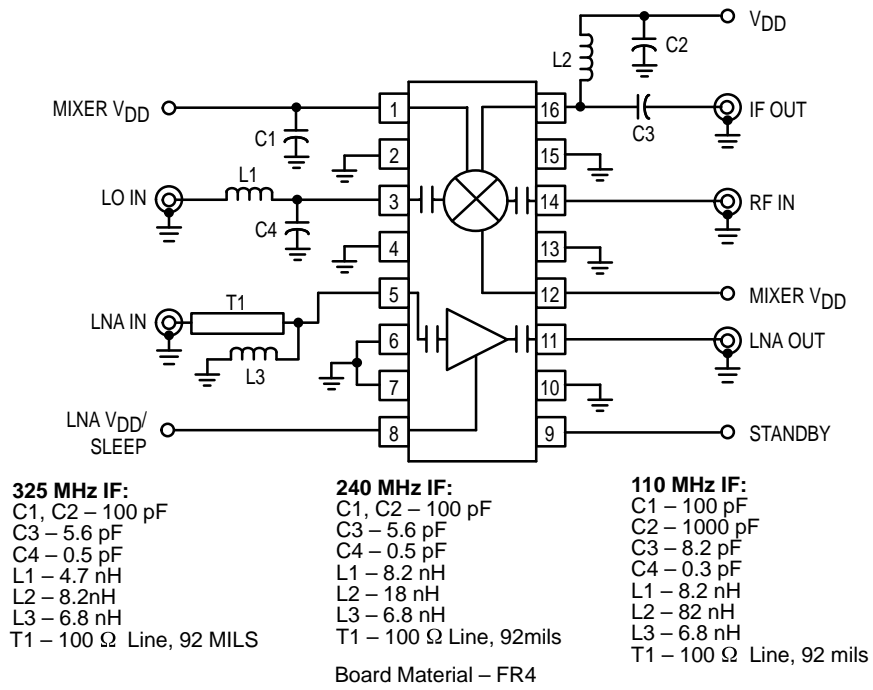 VDD
L2
C2
MIXER VDD
1
16
IF OUT
C1
C3
2
15
L1
LO IN
3
14
RF IN
C4
4
13
5
12
MIXER VDD
T1
LNA IN
6
11
LNA OUT
L3
7
10
LNA VDD/
SLEEP
8
9
STANDBY
325 MHz IF:
C1, C2 – 100 pF
C3 – 5.6 pF
C4 – 0.5 pF
L1 – 4.7 nH
L2 – 8.2nH
L3 – 6.8 nH
T1 – 100 Ω Line, 92 MILS
240 MHz IF:
C1, C2 – 100 pF
C3 – 5.6 pF
C4 – 0.5 pF
L1 – 8.2 nH
L2 – 18 nH
L3 – 6.8 nH
T1 – 100 Ω Line, 92mils
Board Material – FR4
110 MHz IF:
C1 – 100 pF
C2 – 1000 pF
C3 – 8.2 pF
C4 – 0.3 pF
L1 – 8.2 nH
L2 – 82 nH
L3 – 6.8 nH
T1 – 100 Ω Line, 92 mils